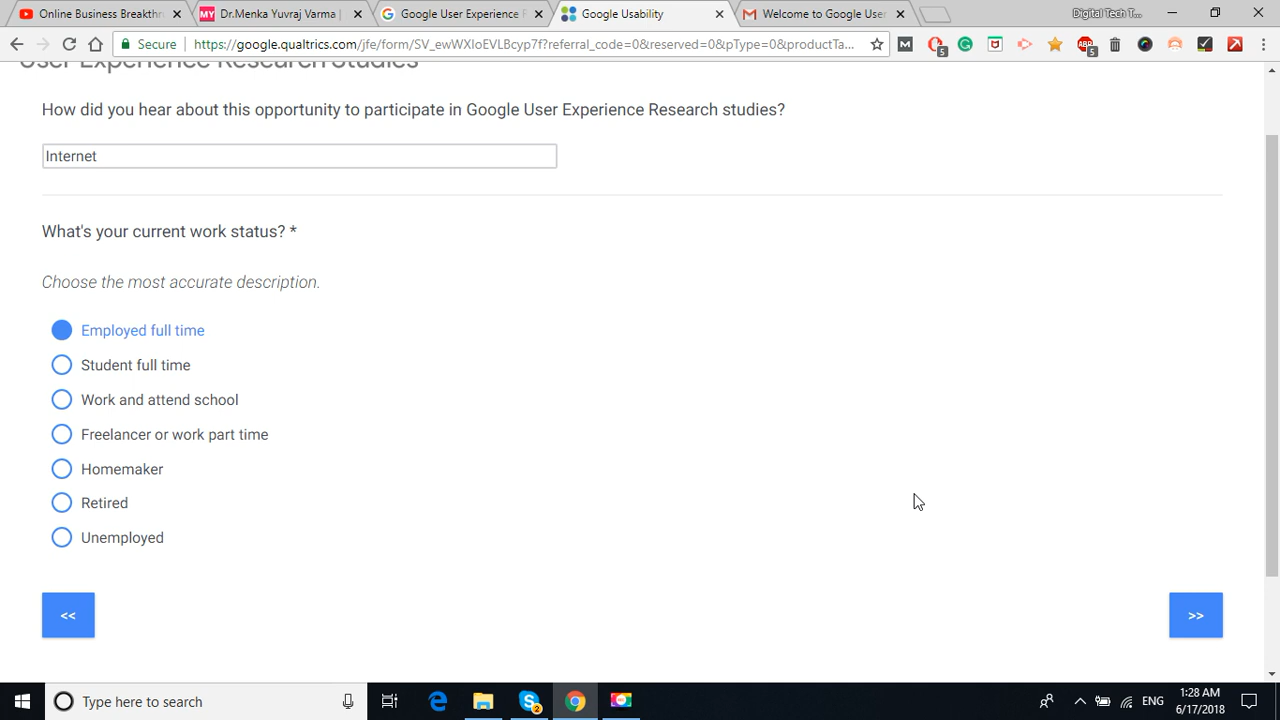 Online Business Breakthr
Dr.Menka Yuvraj Varma |
Google User Experience R
Google Usability
Welcome to Google User
Digital Tech T...
Secure
https://google.qualtrics.com/jfe/form/SV_ewWXIoEVLBcyp7f?referral_code=0&reserved=0&pType=0&productTa...
User Experience Research Studies
How did you hear about this opportunity to participate in Google User Experience Research studies?
Internet
What's your current work status? *
Choose the most accurate description.
Employed full time
Student full time
Work and attend school
Freelancer or work part time
Homemaker
Retired
Unemployed
<<
>>
Type here to search
ENG
1:28 AM
6/17/2018